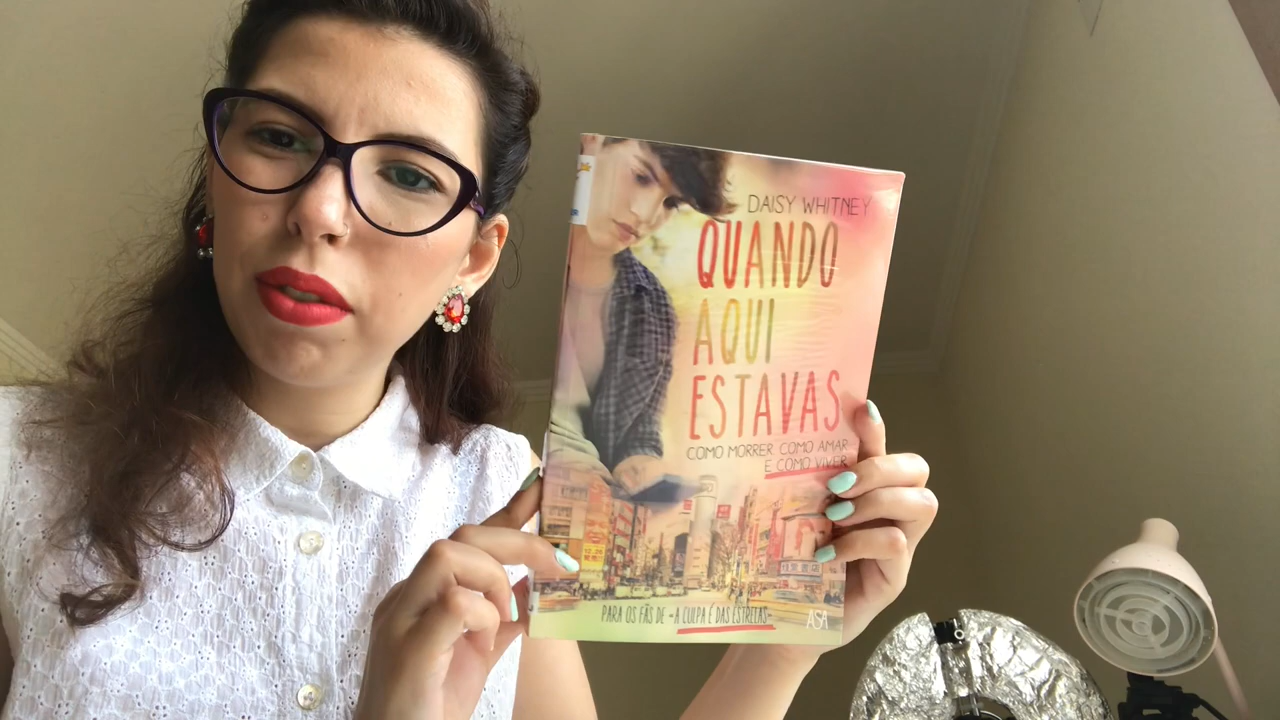 DAISY WHITNEY
QUANDO
AQUI
ESTAVAS
COMO MORRER COMO AMAR
E COMO VIVER
PARA OS FÃS DE «A CULPA É DAS ESTRELAS»
ASA